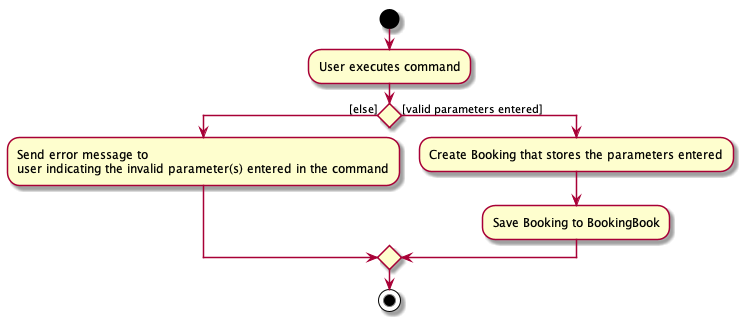 User executes command
[else]
[valid parameters entered]
Send error message to
user indicating the invalid parameter(s) entered in the command
Create Booking that stores the parameters entered
Save Booking to BookingBook